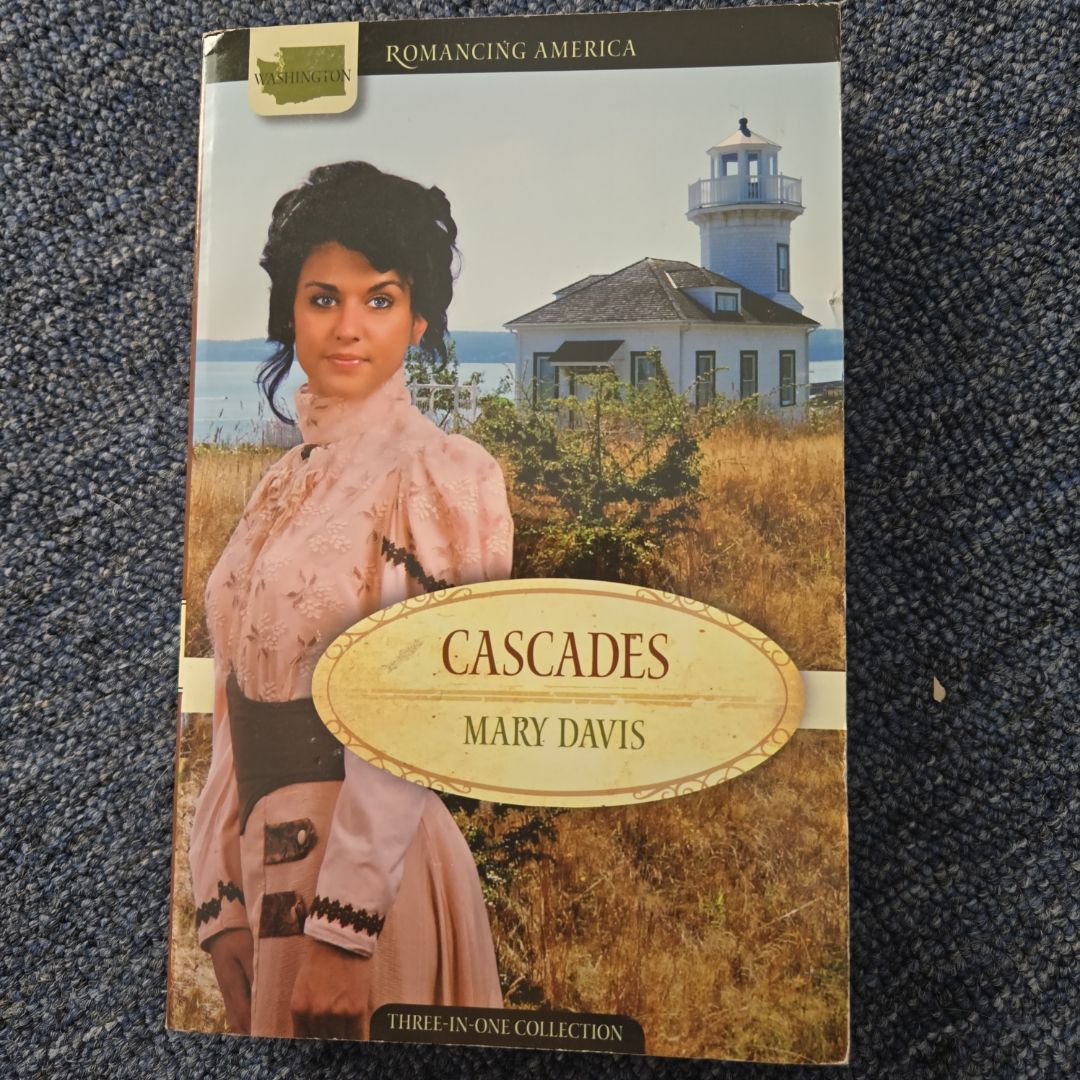 WASHINGTON
ROMANCING AMERICA
CASCADES
MARY DAVIS
THREE-IN-ONE COLLECTION